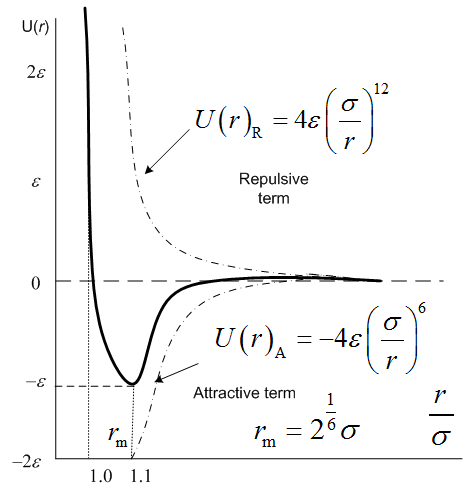 U(r)
2ε
U(r)_R = 4ε(σ/r)^12
ε
Repulsive
term
0
U(r)_A = −4ε(σ/r)^6
−ε
Attractive term
r_m
r_m = 2^(1/6)σ
r/σ
−2ε
1.0 1.1